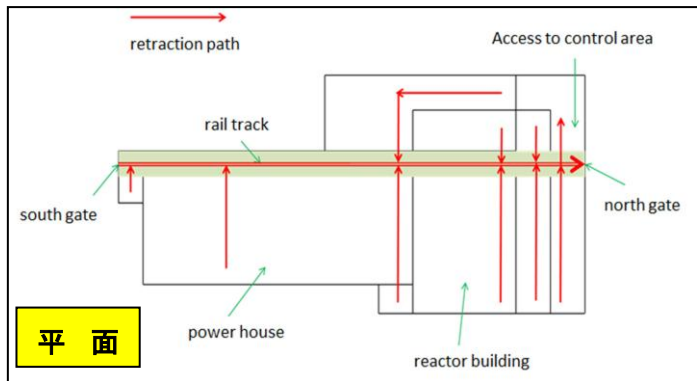 retraction path
Access to control area
rail track
south gate
north gate
power house
reactor building
平 面